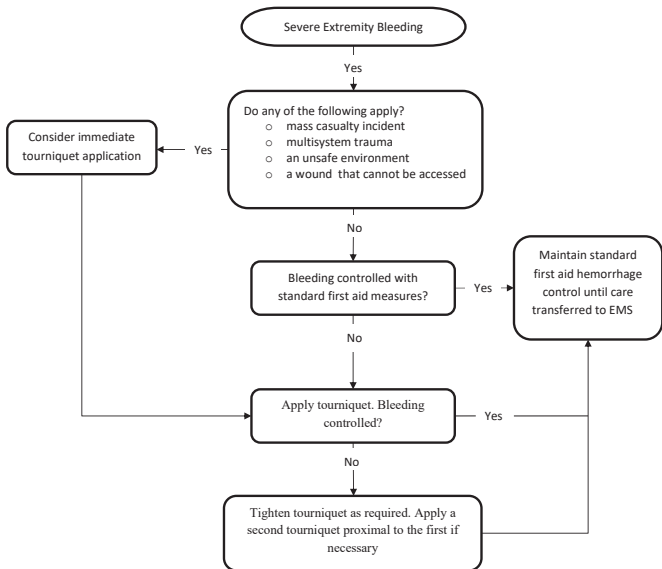 Severe Extremity Bleeding
Yes
Do any of the following apply?
o mass casualty incident
o multisystem trauma
o an unsafe environment
o a wound that cannot be accessed
Yes
Consider immediate
tourniquet application
No
Bleeding controlled with
standard first aid measures?
Yes
Maintain standard
first aid hemorrhage
control until care
transferred to EMS
No
Apply tourniquet. Bleeding
controlled?
Yes
No
Tighten tourniquet as required. Apply a
second tourniquet proximal to the first if
necessary